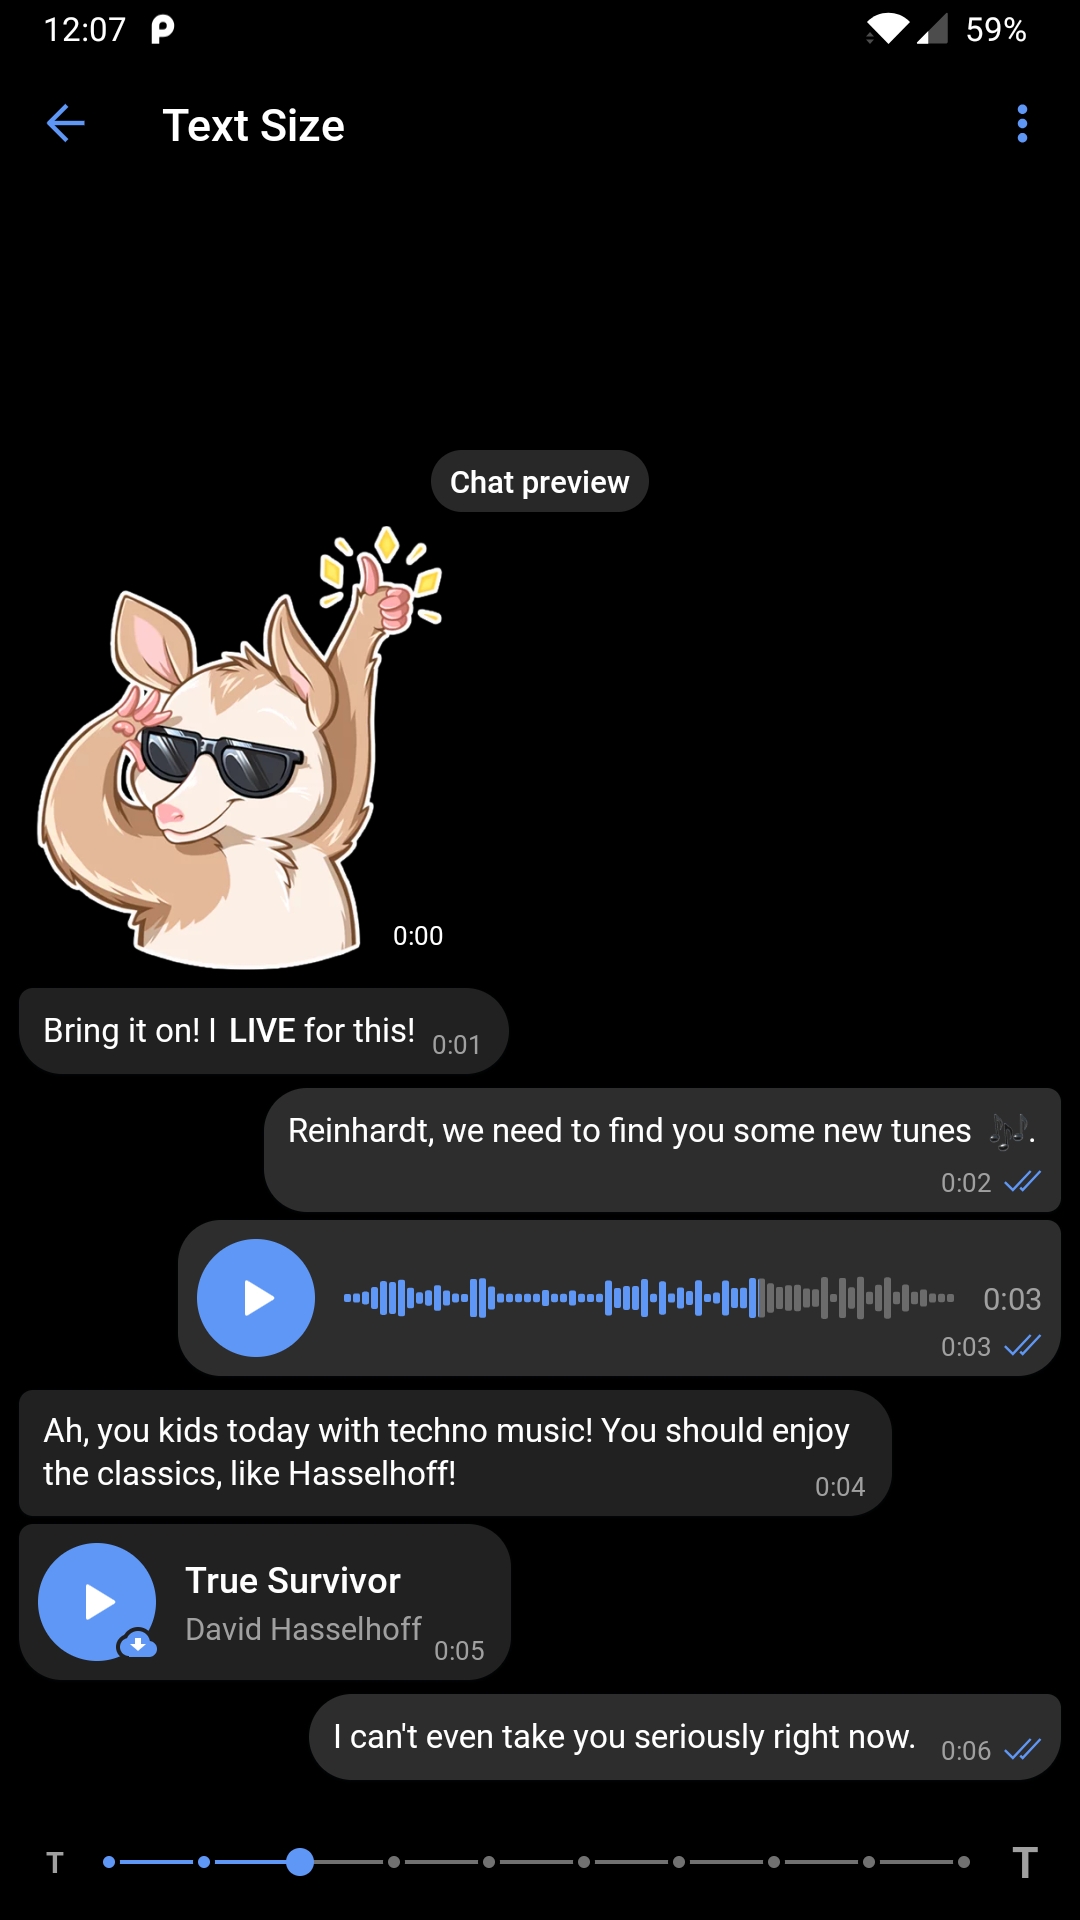 12:07
59%
Text Size
Chat preview
0:00
Bring it on! I LIVE for this! 0:01
Reinhardt, we need to find you some new tunes 🎶.
0:02
0:03
0:03
Ah, you kids today with techno music! You should enjoy
the classics, like Hasselhoff!
0:04
True Survivor
David Hasselhoff
0:05
I can't even take you seriously right now. 0:06
T T